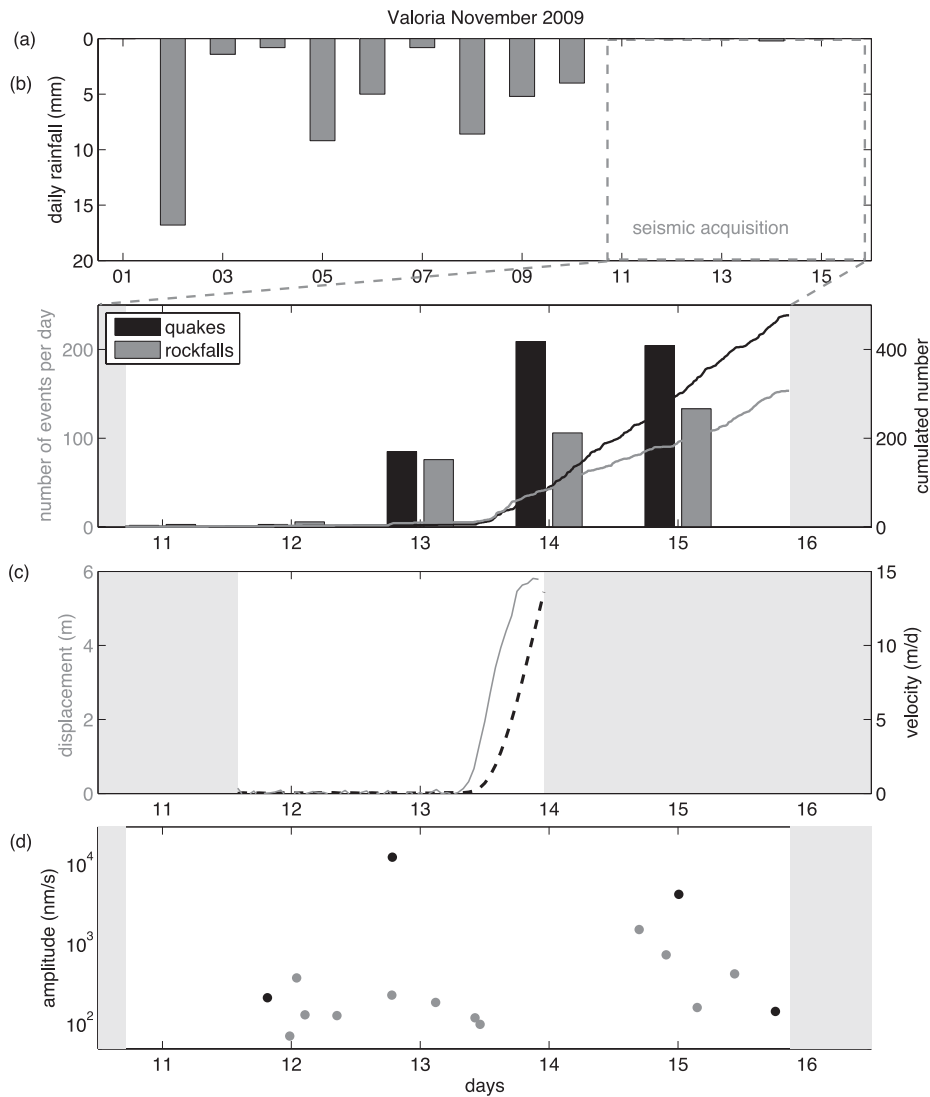 Valoria November 2009
(a)
(b)
daily rainfall (mm)
0
5
10
15
20
seismic acquisition
01 03 05 07 09 11 13 15
quakes
rockfalls
number of events per day
200
100
0
cumulated number
400
200
0
11 12 13 14 15 16
(c)
displacement (m)
6
4
2
0
velocity (m/d)
15
10
5
0
11 12 13 14 15 16
(d)
amplitude (nm/s)
10^4
10^3
10^2
11 12 13 14 15 16
days